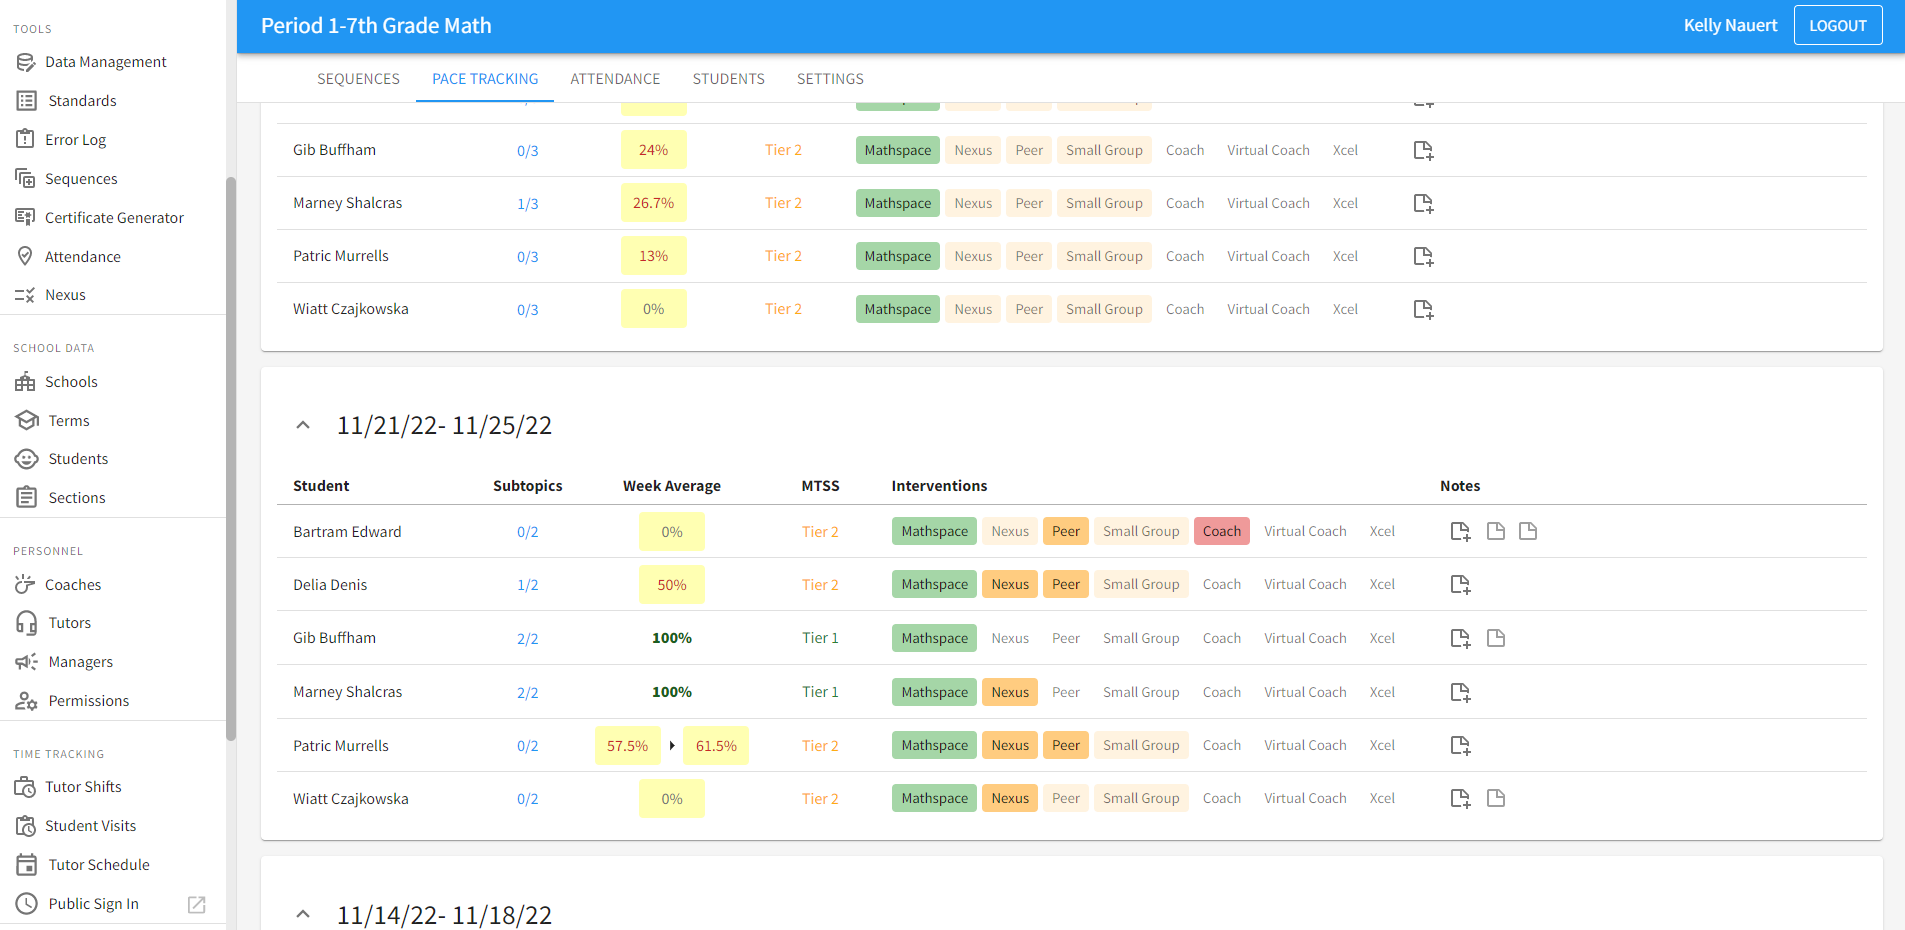 TOOLS
Data Management
Standards
Error Log
Sequences
Certificate Generator
Attendance
Nexus
SCHOOL DATA
Schools
Terms
Students
Sections
PERSONNEL
Coaches
Tutors
Managers
Permissions
TIME TRACKING
Tutor Shifts
Student Visits
Tutor Schedule
Public Sign In
Period 1-7th Grade Math
Kelly Nauert LOGOUT
SEQUENCES PACE TRACKING ATTENDANCE STUDENTS SETTINGS
Gib Buffham 0/3 24% Tier 2 Mathspace Nexus Peer Small Group Coach Virtual Coach Xcel
Marney Shalcras 1/3 26.7% Tier 2 Mathspace Nexus Peer Small Group Coach Virtual Coach Xcel
Patric Murrells 0/3 13% Tier 2 Mathspace Nexus Peer Small Group Coach Virtual Coach Xcel
Wiatt Czajkowska 0/3 0% Tier 2 Mathspace Nexus Peer Small Group Coach Virtual Coach Xcel
11/21/22- 11/25/22
Student Subtopics Week Average MTSS Interventions Notes
Bartram Edward 0/2 0% Tier 2 Mathspace Nexus Peer Small Group Coach Virtual Coach Xcel
Delia Denis 1/2 50% Tier 2 Mathspace Nexus Peer Small Group Coach Virtual Coach Xcel
Gib Buffham 2/2 100% Tier 1 Mathspace Nexus Peer Small Group Coach Virtual Coach Xcel
Marney Shalcras 2/2 100% Tier 1 Mathspace Nexus Peer Small Group Coach Virtual Coach Xcel
Patric Murrells 0/2 57.5% 61.5% Tier 2 Mathspace Nexus Peer Small Group Coach Virtual Coach Xcel
Wiatt Czajkowska 0/2 0% Tier 2 Mathspace Nexus Peer Small Group Coach Virtual Coach Xcel
11/14/22- 11/18/22